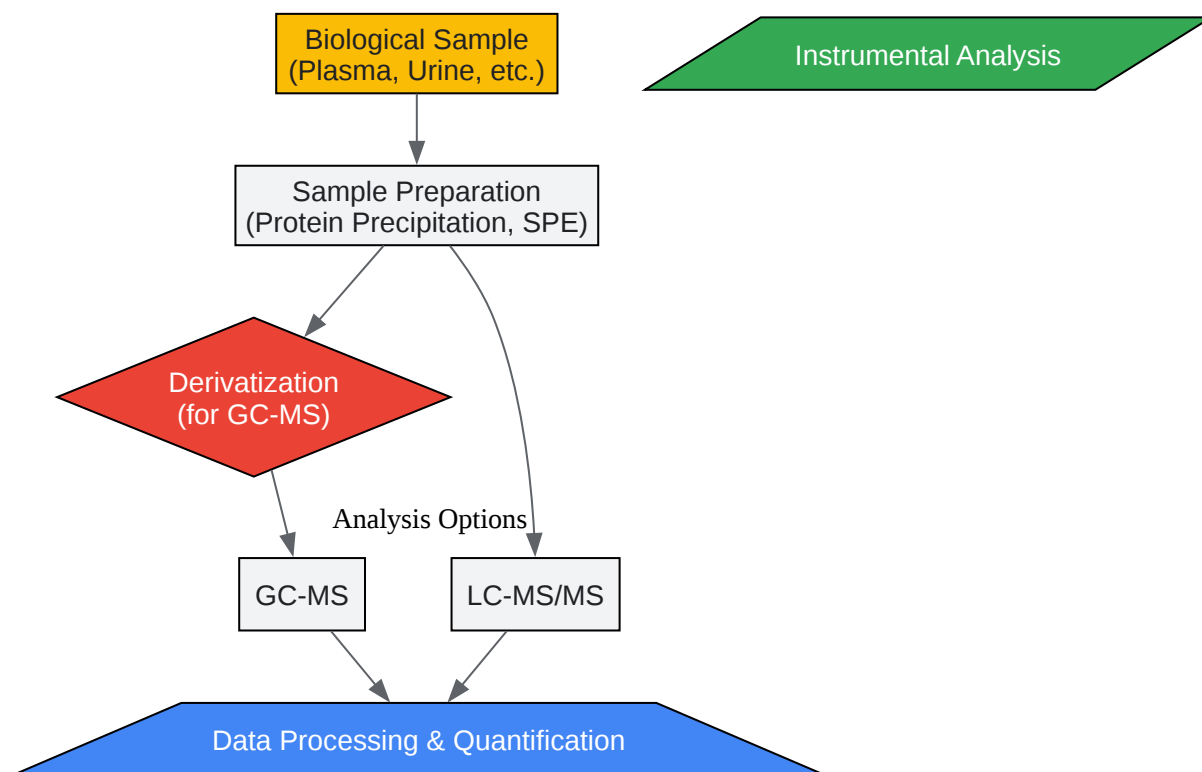 Biological Sample
(Plasma, Urine, etc.)
Instrumental Analysis
Sample Preparation
(Protein Precipitation, SPE)
Derivatization
(for GC-MS)
Analysis Options
GC-MS
LC-MS/MS
Data Processing & Quantification